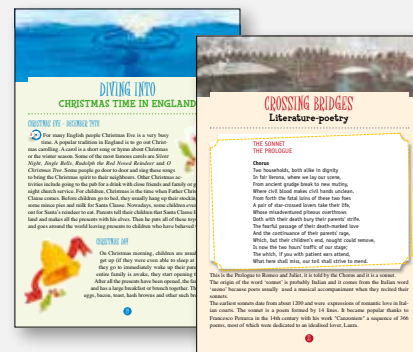 DIVING INTO
CHRISTMAS TIME IN ENGLAND
CHRISTMAS EVE - DECEMBER 24TH
For many English people Christmas Eve is a very busy
time. A popular tradition in England is to go out Christ-
mas carolling. A carol is a short song or hymn about Christmas
or the winter season. Some of the most famous carols are Silent
Night, Jingle Bells, Rudolph the Red Nosed Reindeer and O
Christmas Tree. Some people go door to door and sing these songs
to bring the Christmas spirit to their neighbours. Other Christmas ac-
tivities include going to the pub for a drink with close friends and family or
night church service. For children, Christmas is the time when Father Chris
Clause comes. Before children go to bed, they usually hang up their
some mince pies and milk for Santa Clause. Nowadays, some children even
out for Santa's reindeer to eat. Parents tell their children that Santa Clause
land and makes all the presents with his elves. Then he puts all of these toys
and goes around the world leaving presents to children who have behaved
CHRISTMAS DAY
On Christmas morning, children are usual
get up (if they were even able to sleep at
they go to immediately wake up their par
entire family is awake, they start opening
After all the presents have been opened, the fam
and has a large breakfast or brunch together. Th
eggs, bacon, toast, hash browns and other such
CROSSING BRIDGES
Literature-poetry
THE SONNET
THE PROLOGUE
Chorus
Two households, both alike in dignity
In fair Verona, where we lay our scene,
From ancient grudge break to new mutiny,
Where civil blood makes civil hands unclean.
From forth the fatal loins of these two foes
A pair of star-crossed lovers take their life,
Whose misadventured piteous overthrows
Doth with their death bury their parents' strife.
The fearful passage of their death-marked love
And the continuance of their parents' rage,
Which, but their children's end, nought could remove,
Is now the two hours' traffic of our stage;
The which, if you with patient ears attend,
What here shall miss, our toil shall strive to mend.
This is the Prologue to Romeo and Juliet, it is told by the Chorus and it is a sonnet.
The origin of the word 'sonnet' is probably Italian and it comes from the Italian word
'suono' because poets usually used a musical accompaniment when they recited their
sonnets.
The earliest sonnets date from about 1200 and were expressions of romantic love in Ital-
ian courts. The sonnet is a poem formed by 14 lines. It became popular thanks to
Francesco Petrarca in the 14th century with his work "Canzoniere" a sequence of 366
poems, most of which were dedicated to an idealised lover, Laura.